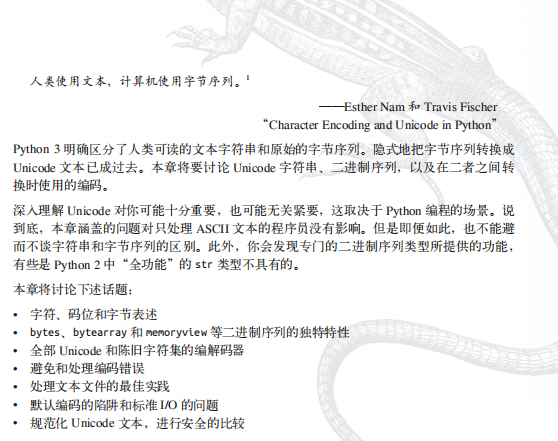 人类使用文本，计算机使用字节序列。1
——Esther Nam 和 Travis Fischer
“Character Encoding and Unicode in Python”
Python 3 明确区分了人类可读的文本字符串和原始的字节序列。隐式地把字节序列转换成
Unicode 文本已成过去。本章将要讨论 Unicode 字符串、二进制序列，以及在二者之间转
换时使用的编码。
深入理解 Unicode 对你可能十分重要，也可能无关紧要，这取决于 Python 编程的场景。说
到底，本章涵盖的问题对只处理 ASCII 文本的程序员没有影响。但是即便如此，也不能避
而不谈字符串和字节序列的区别。此外，你会发现专门的二进制序列类型所提供的功能，
有些是 Python 2 中“全功能”的 str 类型不具有的。
本章将讨论下述话题：
• 字符、码位和字节表述
• bytes、bytearray 和 memoryview 等二进制序列的独特特性
• 全部 Unicode 和陈旧字符集的编解码器
• 避免和处理编码错误
• 处理文本文件的最佳实践
• 默认编码的陷阱和标准 I/O 的问题
• 规范化 Unicode 文本，进行安全的比较